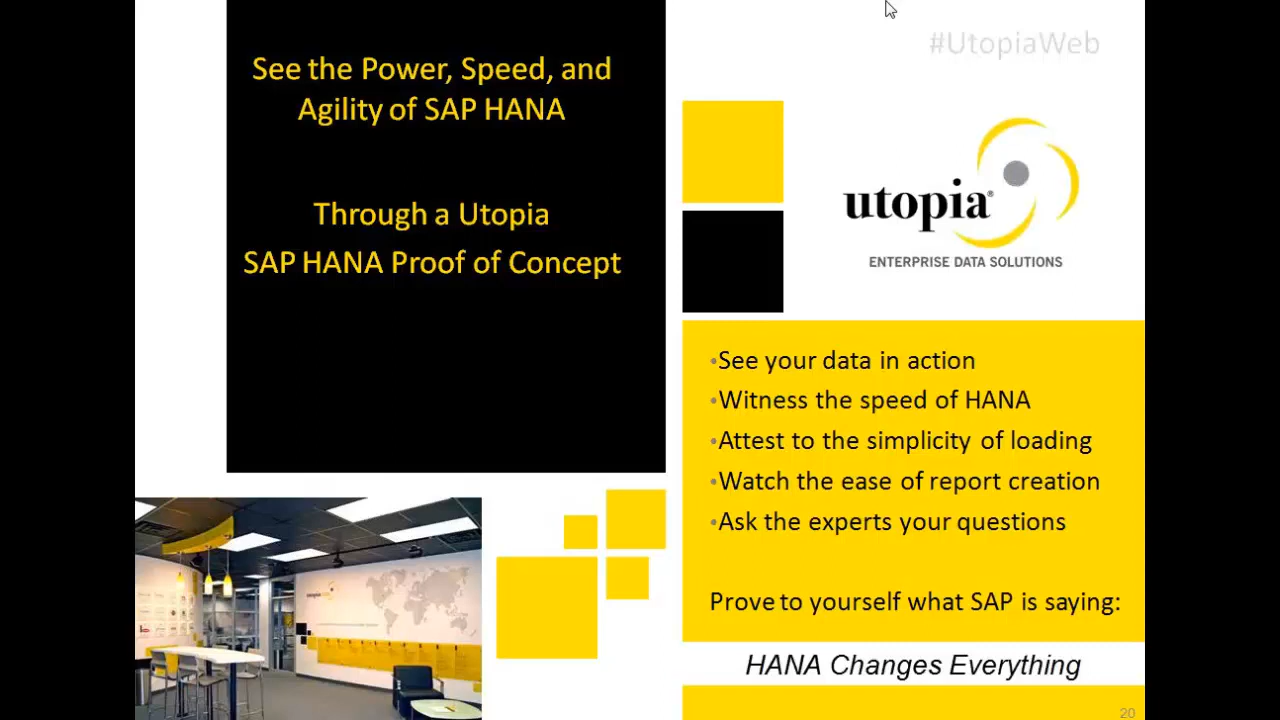 See the Power, Speed, and
Agility of SAP HANA
Through a Utopia
SAP HANA Proof of Concept
#UtopiaWeb
utopia®
ENTERPRISE DATA SOLUTIONS
•See your data in action
•Witness the speed of HANA
•Attest to the simplicity of loading
•Watch the ease of report creation
•Ask the experts your questions
Prove to yourself what SAP is saying:
HANA Changes Everything
20